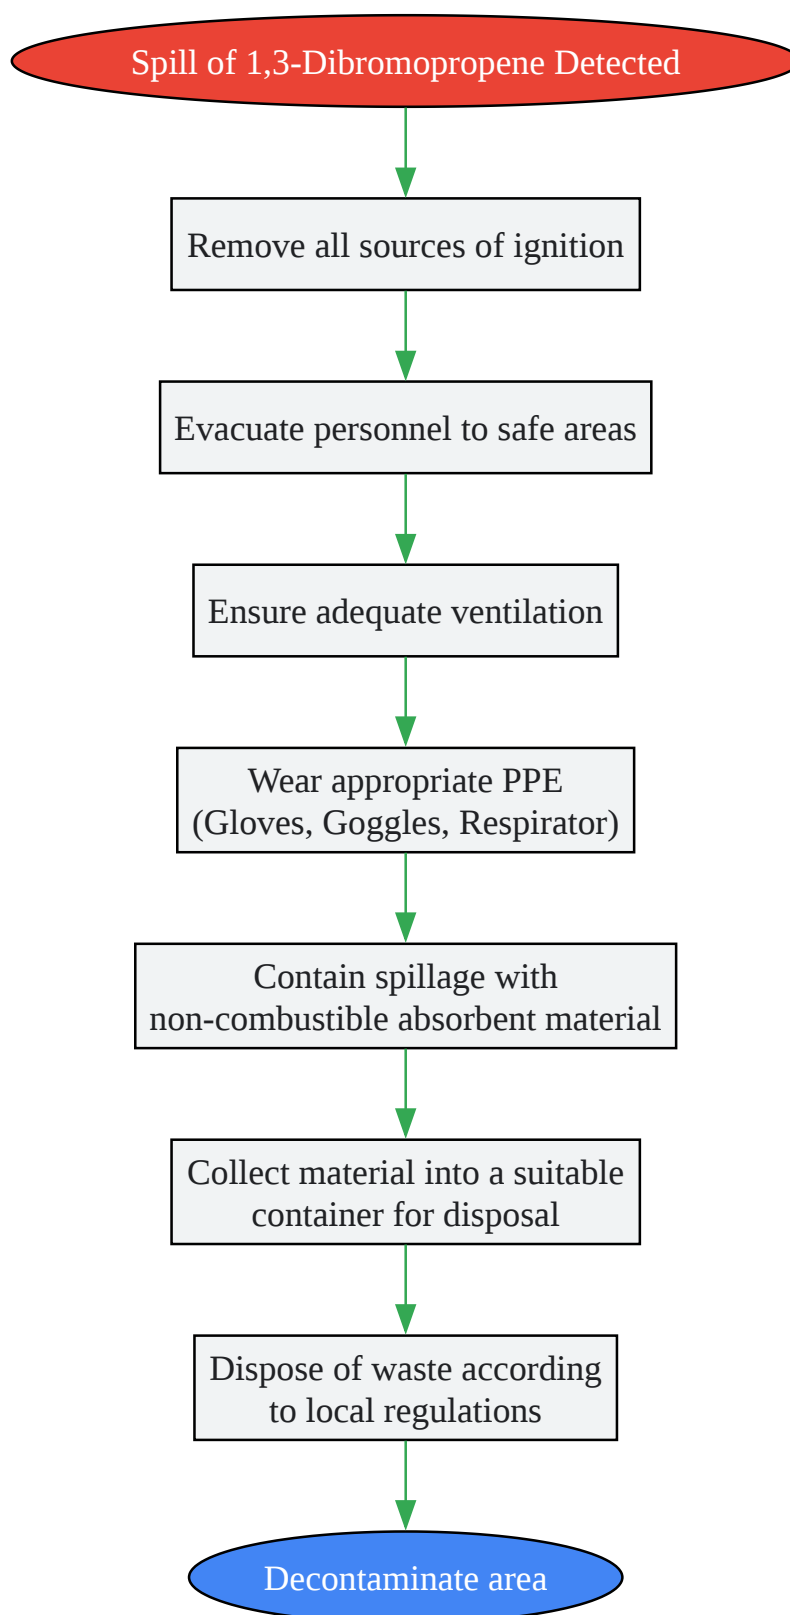 Spill of 1,3-Dibromopropene Detected
Remove all sources of ignition
Evacuate personnel to safe areas
Ensure adequate ventilation
Wear appropriate PPE
(Gloves, Goggles, Respirator)
Contain spillage with
non-combustible absorbent material
Collect material into a suitable
container for disposal
Dispose of waste according
to local regulations
Decontaminate area